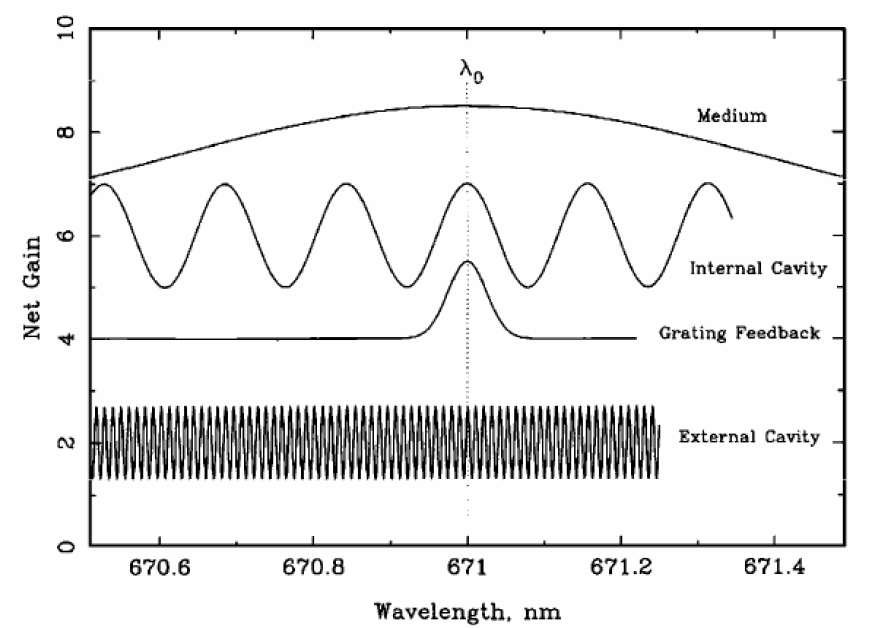 10
λ0
Medium
8
6
Internal Cavity
Net Gain
4
Grating Feedback
External Cavity
2
0
670.6 670.8 671 671.2 671.4
Wavelength, nm